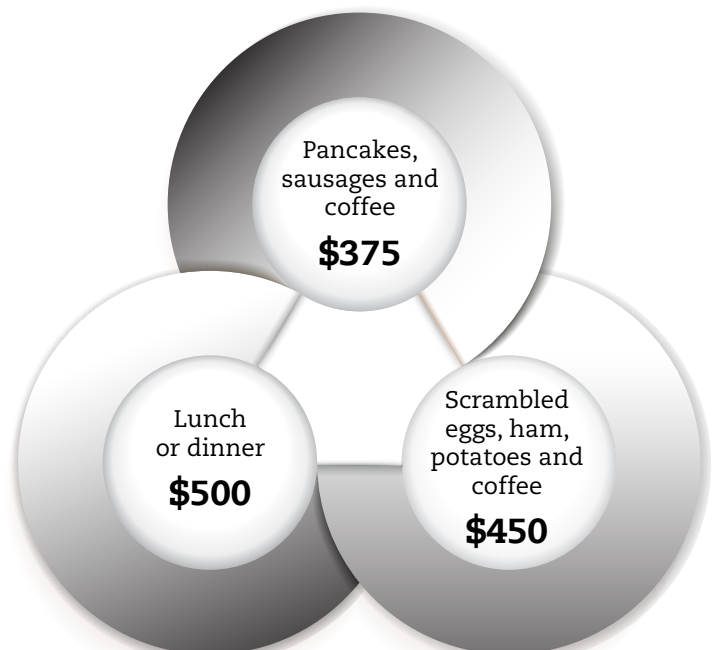 Pancakes,
sausages and
coffee
$375
Lunch
or dinner
$500
Scrambled
eggs, ham,
potatoes and
coffee
$450